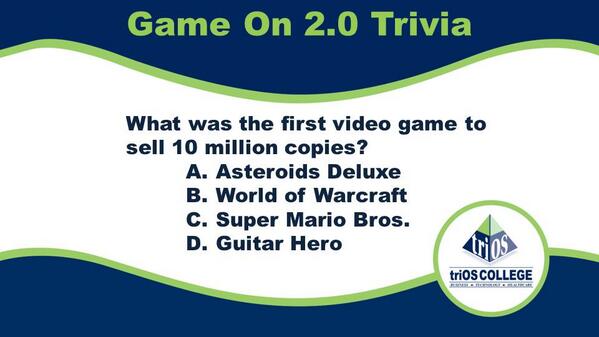 Game On 2.0 Trivia
What was the first video game to
sell 10 million copies?
A. Asteroids Deluxe
B. World of Warcraft
C. Super Mario Bros.
D. Guitar Hero
triOS
triOS COLLEGE
BUSINESS • TECHNOLOGY • HEALTHCARE